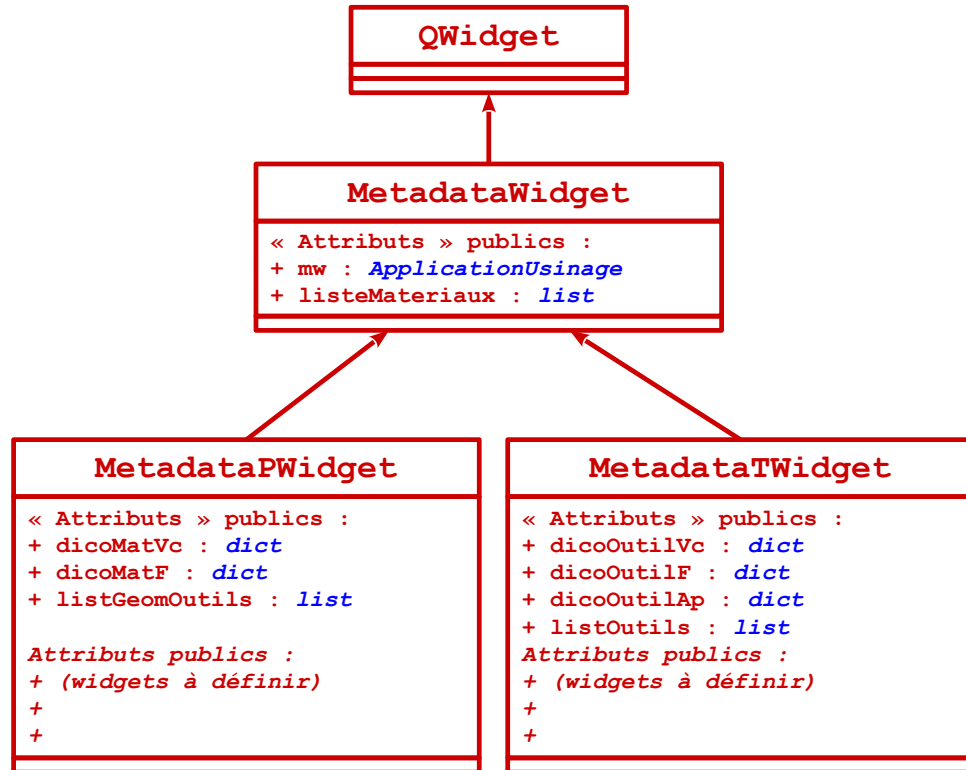 QWidget
MetadataWidget
« Attributs » publics :
+ mw : ApplicationUsinage
+ listeMateriaux : list
MetadataPWidget
« Attributs » publics :
+ dicoMatVc : dict
+ dicoMatF : dict
+ listGeomOutils : list
Attributs publics :
+ (widgets à définir)
+
+
MetadataTWidget
« Attributs » publics :
+ dicoOutilVc : dict
+ dicoOutilF : dict
+ dicoOutilAp : dict
+ listOutils : list
Attributs publics :
+ (widgets à définir)
+
+